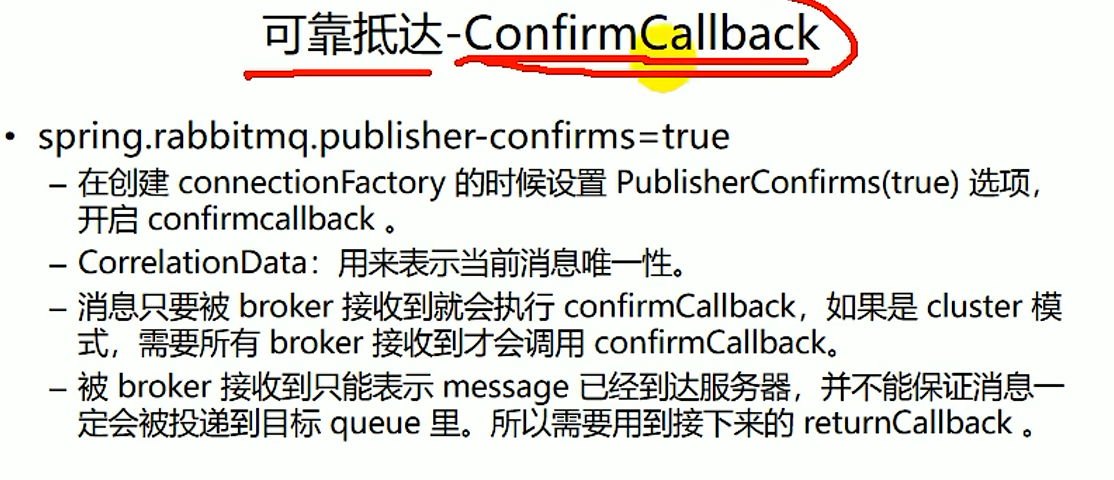 可靠抵达-ConfirmCallback
• spring.rabbitmq.publisher-confirms=true
– 在创建 connectionFactory 的时候设置 PublisherConfirms(true) 选项，
开启 confirmcallback 。
– CorrelationData：用来表示当前消息唯一性。
– 消息只要被 broker 接收到就会执行 confirmCallback，如果是 cluster 模
式，需要所有 broker 接收到才会调用 confirmCallback。
– 被 broker 接收到只能表示 message 已经到达服务器，并不能保证消息一
定会被投递到目标 queue 里。所以需要用到接下来的 returnCallback 。